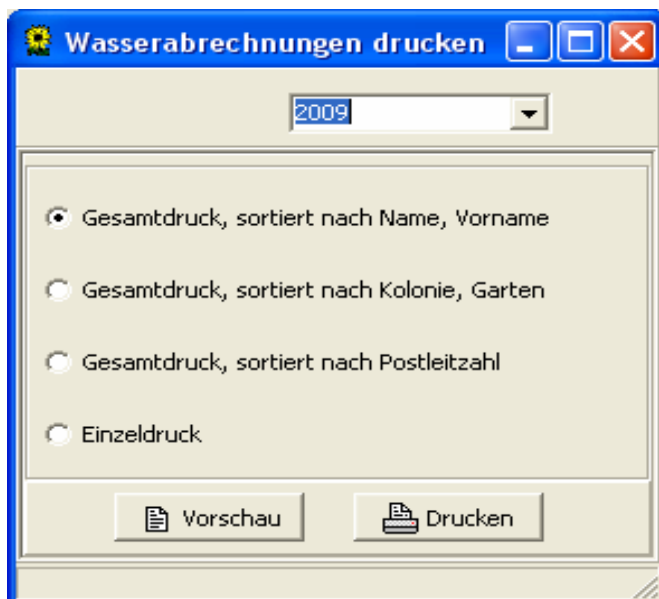 Wasserabrechnungen drucken
2009
Gesamtdruck, sortiert nach Name, Vorname
Gesamtdruck, sortiert nach Kolonie, Garten
Gesamtdruck, sortiert nach Postleitzahl
Einzeldruck
Vorschau Drucken